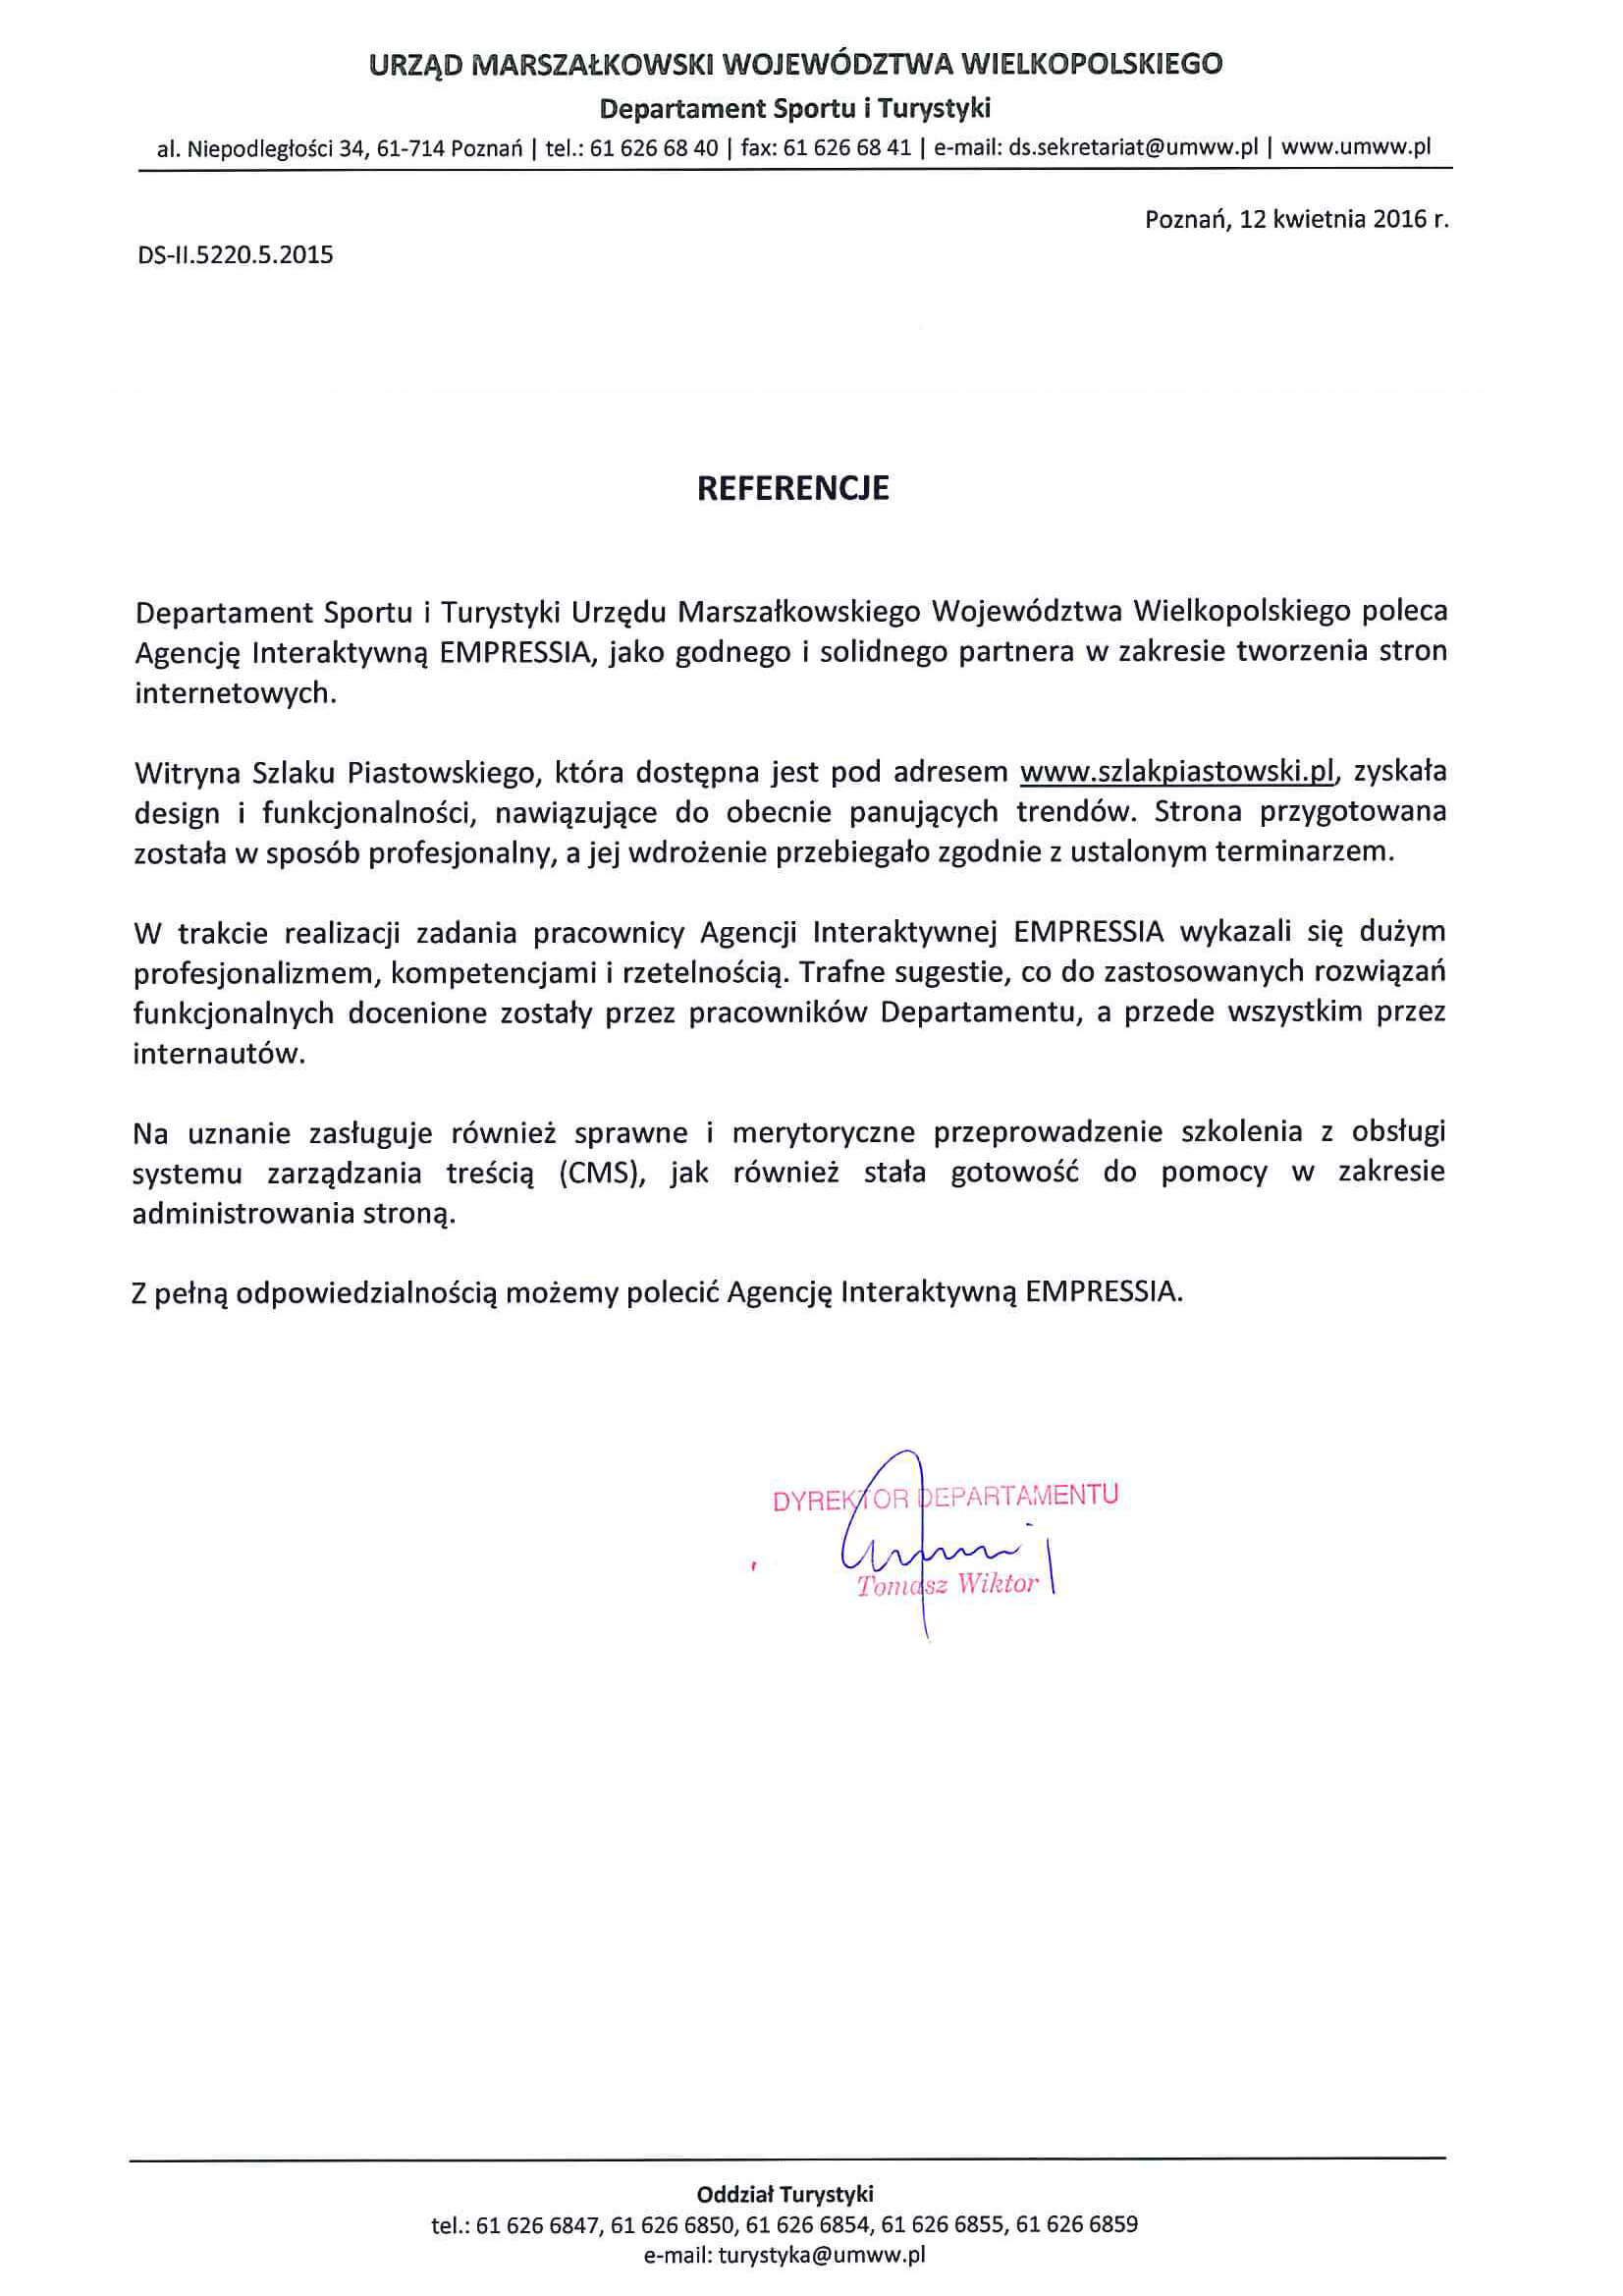 URZĄD MARSZAŁKOWSKI WOJEWÓDZTWA WIELKOPOLSKIEGO
Departament Sportu i Turystyki
al. Niepodległości 34, 61-714 Poznań | tel.: 61 626 68 40 | fax: 61 626 68 41 | e-mail: ds.sekretariat@umww.pl | www.umww.pl
Poznań, 12 kwietnia 2016 r.
DS-II.5220.5.2015
REFERENCJE
Departament Sportu i Turystyki Urzędu Marszałkowskiego Województwa Wielkopolskiego poleca
Agencję Interaktywną EMPRESSIA, jako godnego i solidnego partnera w zakresie tworzenia stron
internetowych.
Witryna Szlaku Piastowskiego, która dostępna jest pod adresem www.szlakpiastowski.pl, zyskała
design i funkcjonalności, nawiązujące do obecnie panujących trendów. Strona przygotowana
została w sposób profesjonalny, a jej wdrożenie przebiegało zgodnie z ustalonym terminarzem.
W trakcie realizacji zadania pracownicy Agencji Interaktywnej EMPRESSIA wykazali się dużym
profesjonalizmem, kompetencjami i rzetelnością. Trafne sugestie, co do zastosowanych rozwiązań
funkcjonalnych docenione zostały przez pracowników Departamentu, a przede wszystkim przez
internautów.
Na uznanie zasługuje również sprawne i merytoryczne przeprowadzenie szkolenia z obsługi
systemu zarządzania treścią (CMS), jak również stała gotowość do pomocy w zakresie
administrowania stroną.
Z pełną odpowiedzialnością możemy polecić Agencję Interaktywną EMPRESSIA.
DYREKTOR DEPARTAMENTU
Tomasz Wiktor
Oddział Turystyki
tel.: 61 626 6847, 61 626 6850, 61 626 6854, 61 626 6855, 61 626 6859
e-mail: turystyka@umww.pl